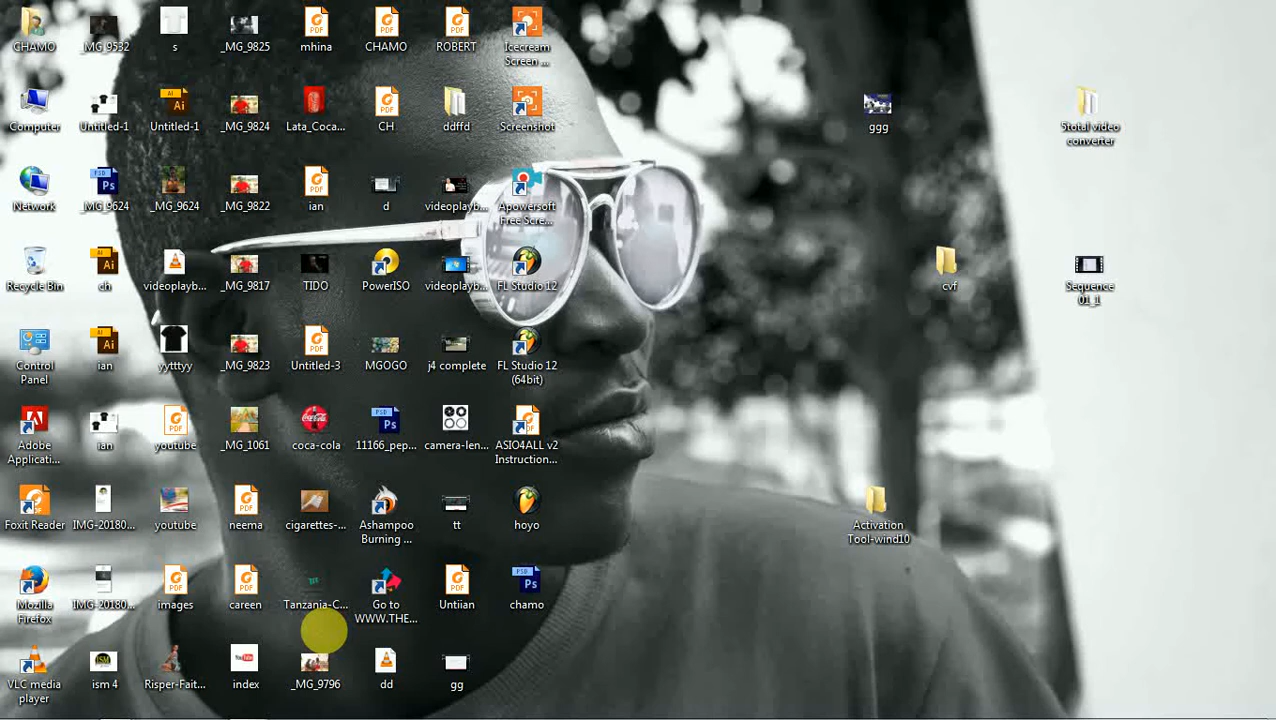 CHAMO
_MG_9532
s
_MG_9825
mhina
CHAMO
ROBERT
Icecream
Screen ...
Computer
Untitled-1
Untitled-1
_MG_9824
Lata_Coca...
CH
ddffd
Screenshot
ggg
5total video
converter
Network
_MG_9624
_MG_9624
_MG_9822
ian
d
videoplayb...
Apowersoft
Free Scre...
Recycle Bin
ch
videoplayb...
_MG_9817
TIDO
PowerISO
videoplayb...
FL Studio 12
cvf
Sequence
01_1
Control
Panel
ian
yytttyy
_MG_9823
Untitled-3
MGOGO
j4 complete
FL Studio 12
(64bit)
Adobe
Applicati...
ian
youtube
_MG_1061
coca-cola
11166_pep...
camera-len...
ASIO4ALL v2
Instruction...
Foxit Reader
IMG-20180...
youtube
neema
cigarettes-...
Ashampoo
Burning ...
tt
hoyo
Activation
Tool-wind10
Mozilla
Firefox
IMG-20180...
images
careen
Tanzania-C...
Go to
WWW.THE...
Untiian
chamo
VLC media
player
ism 4
Risper-Fait...
index
_MG_9796
dd
gg